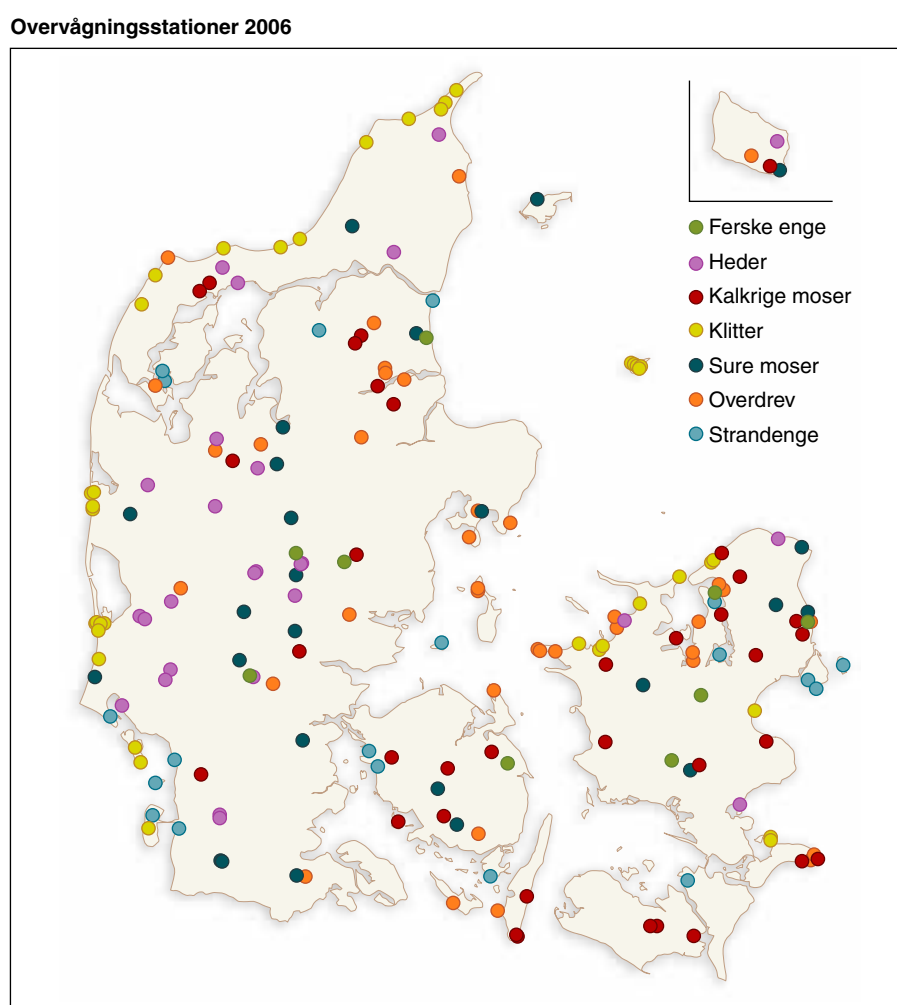 Overvågningsstationer 2006
Ferske enge
Heder
Kalkrige moser
Klitter
Sure moser
Overdrev
Strandenge